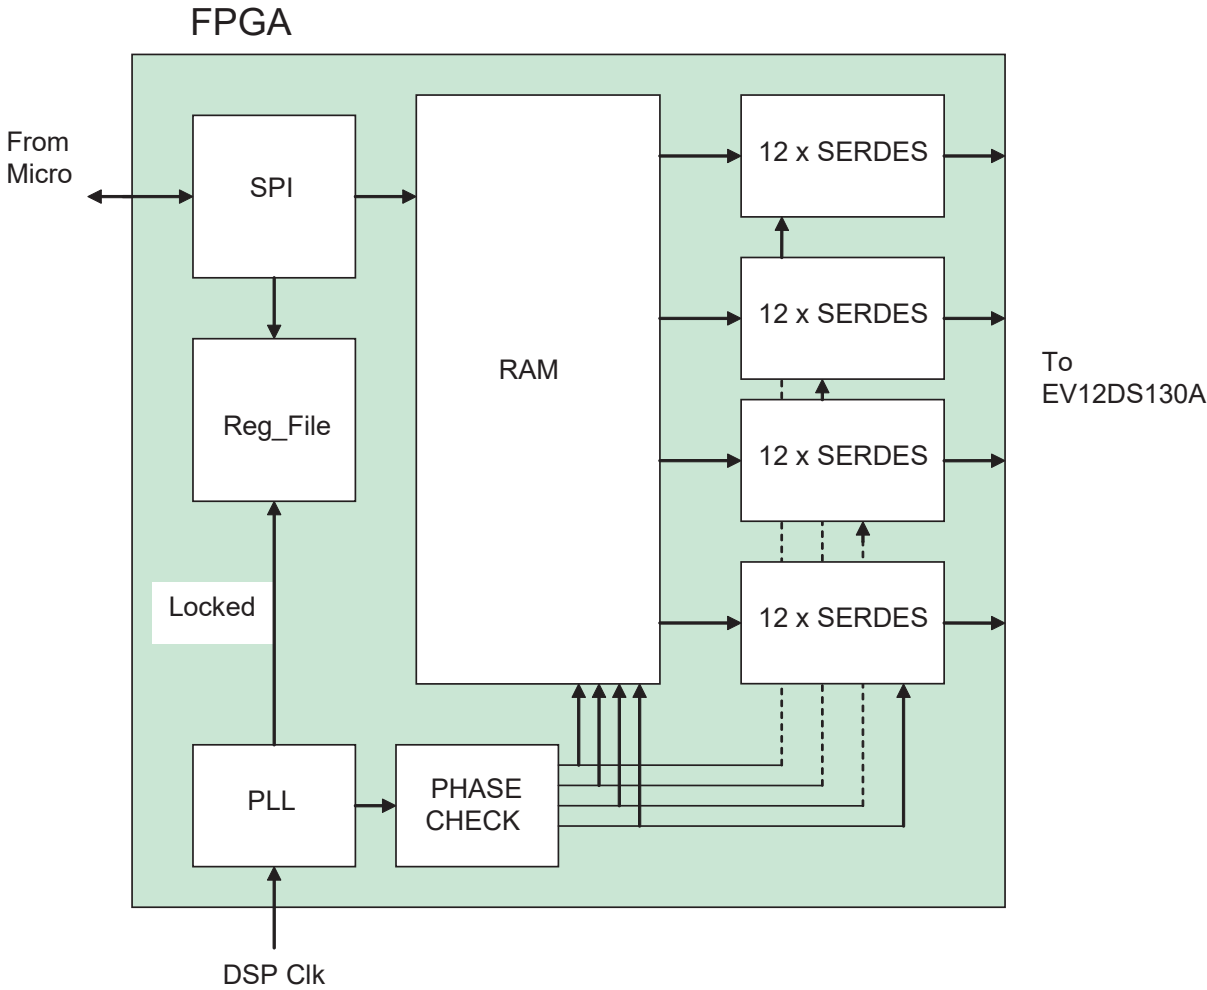 FPGA
From
Micro
SPI
Reg_File
Locked
PLL
DSP Clk
RAM
PHASE
CHECK
12 x SERDES
12 x SERDES
12 x SERDES
12 x SERDES
To
EV12DS130A